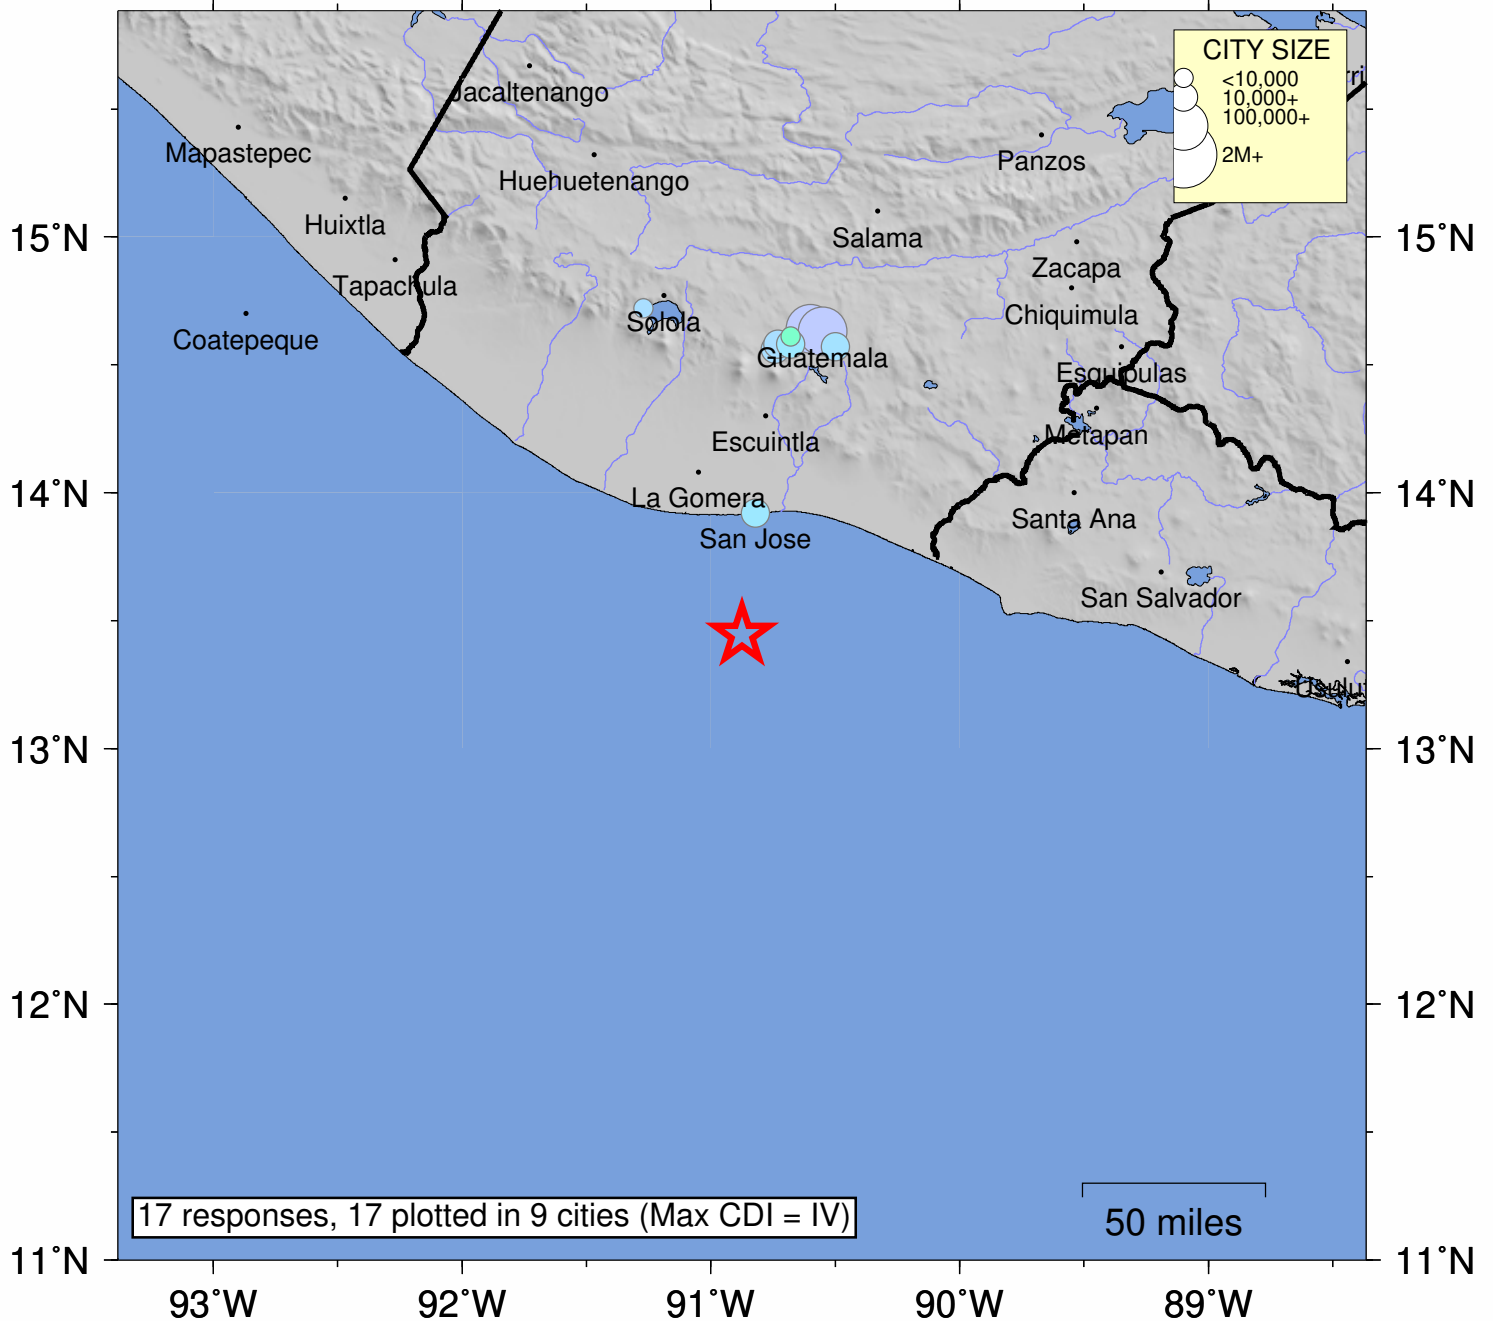 CITY SIZE
<10,000
10,000+
100,000+
2M+
Jacaltenango
Mapastepec
Huehuetenango
Panzos
Huixtla
Salama
15°N
15°N
Zacapa
Tapachula
Chiquimula
Solola
Coatepeque
Guatemala
Esquipulas
Metapan
Escuintla
14°N
La Gomera
14°N
Santa Ana
San Jose
San Salvador
13°N
13°N
12°N
12°N
17 responses, 17 plotted in 9 cities (Max CDI = IV)
50 miles
11°N
11°N
93°W
92°W
91°W
90°W
89°W